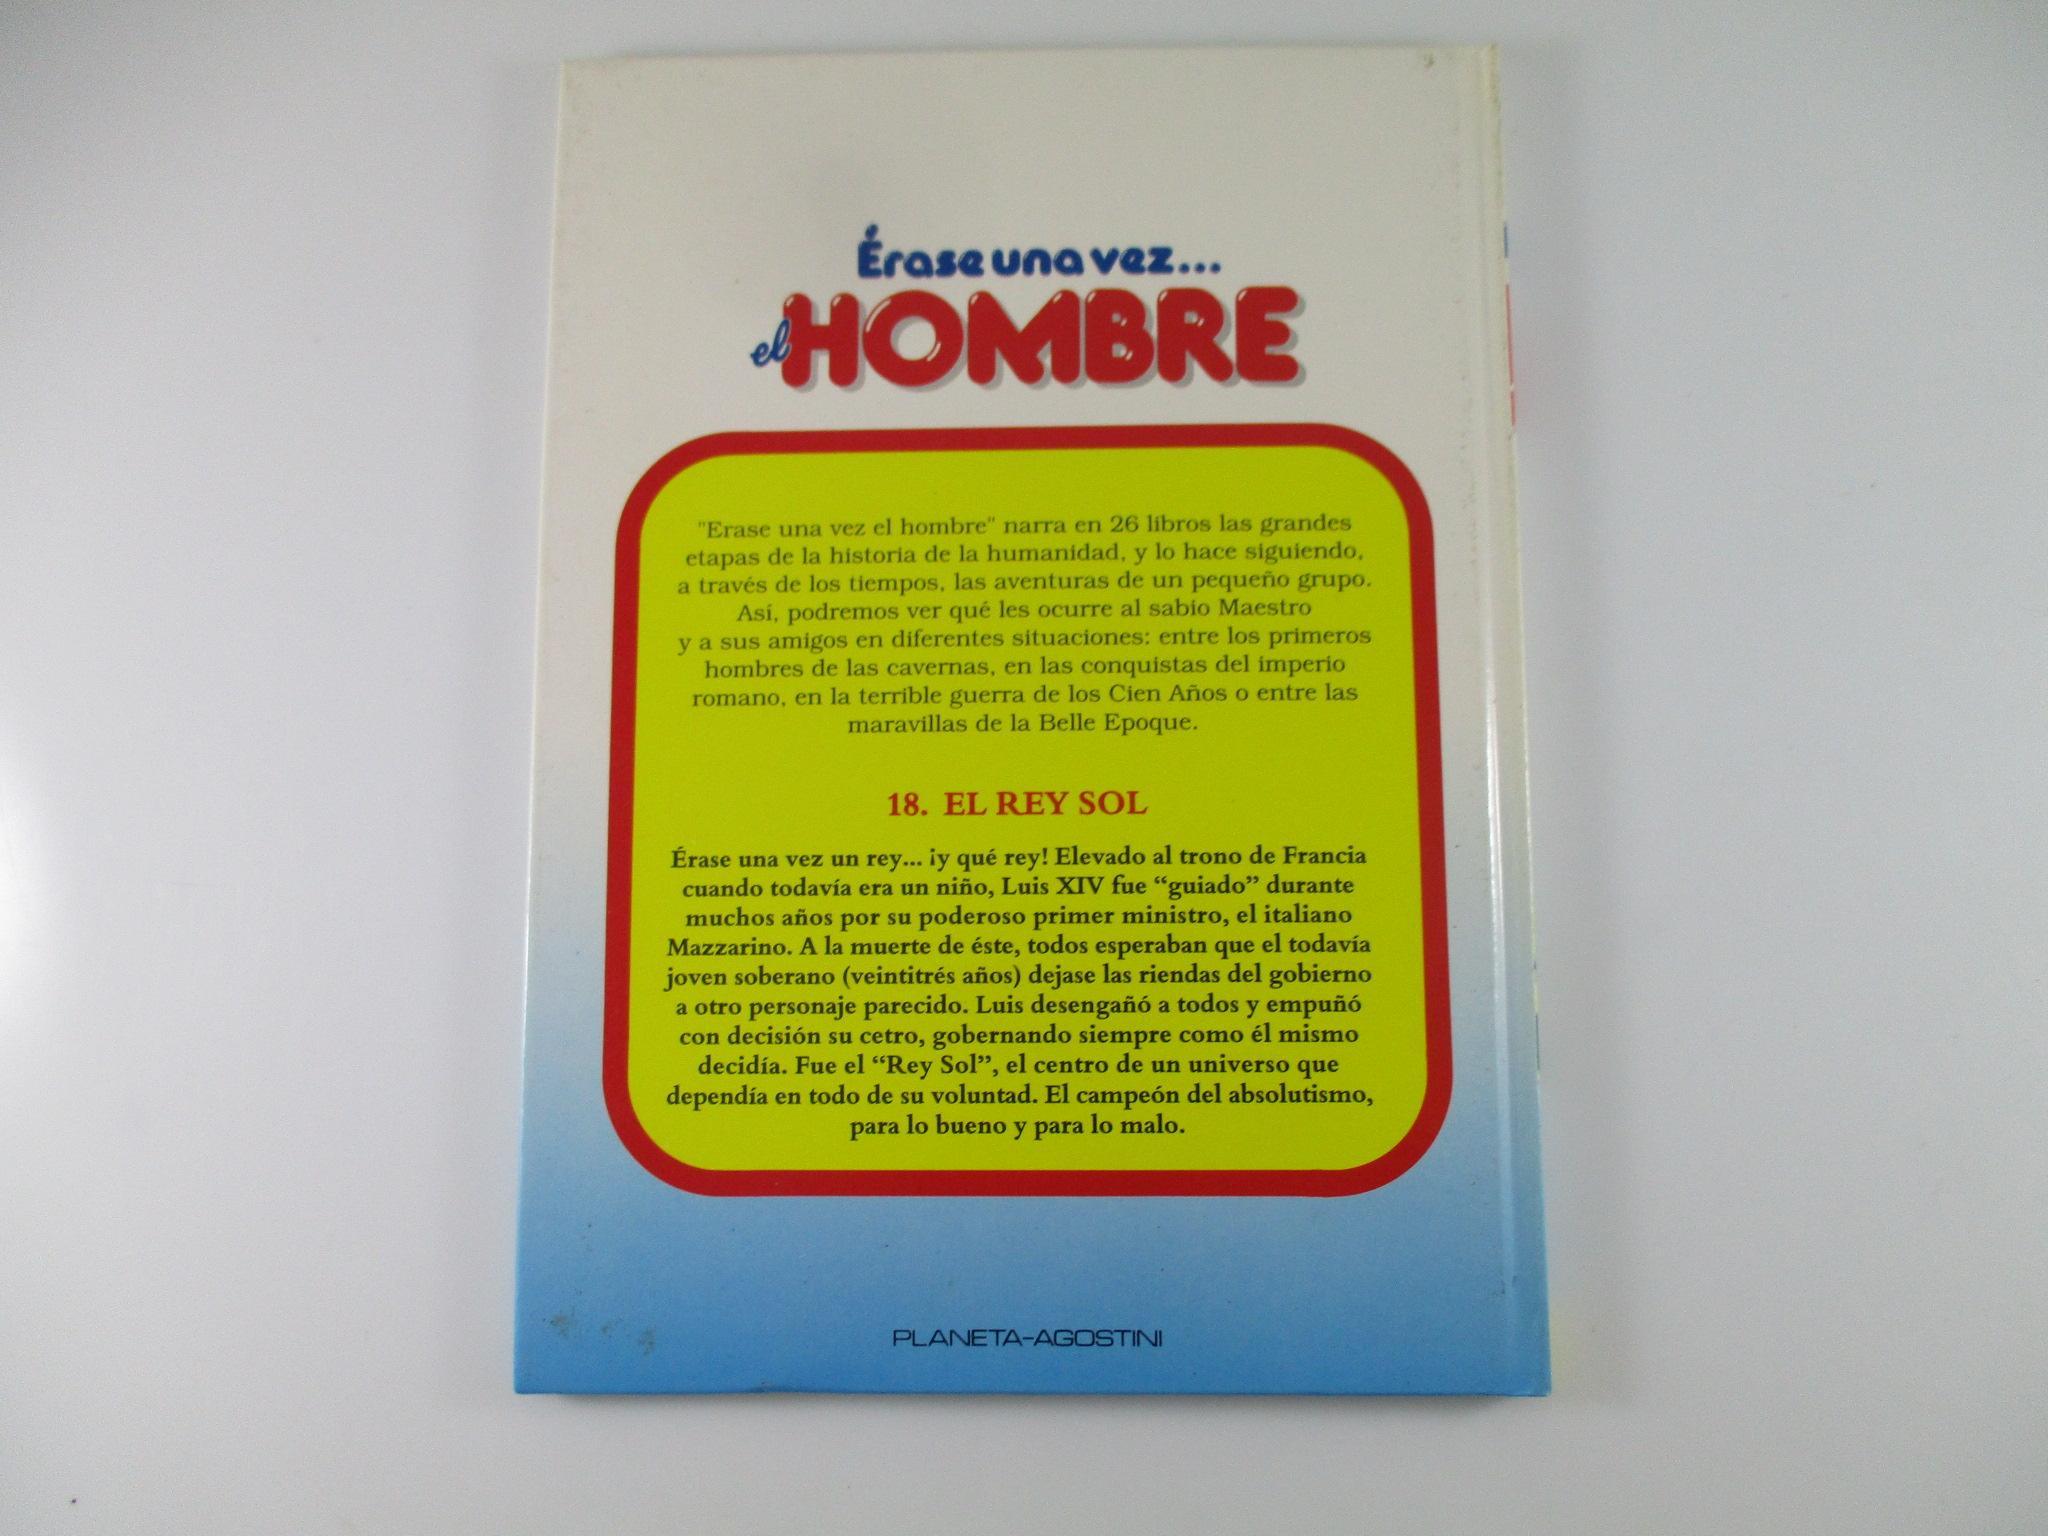 Érase una vez...
el HOMBRE
"Erase una vez el hombre" narra en 26 libros las grandes
etapas de la historia de la humanidad, y lo hace siguiendo,
a través de los tiempos, las aventuras de un pequeño grupo.
Así, podremos ver qué les ocurre al sabio Maestro
y a sus amigos en diferentes situaciones: entre los primeros
hombres de las cavernas, en las conquistas del imperio
romano, en la terrible guerra de los Cien Años o entre las
maravillas de la Belle Epoque.
18. EL REY SOL
Érase una vez un rey... ¡y qué rey! Elevado al trono de Francia
cuando todavía era un niño, Luis XIV fue “guiado” durante
muchos años por su poderoso primer ministro, el italiano
Mazzarino. A la muerte de éste, todos esperaban que el todavía
joven soberano (veintitrés años) dejase las riendas del gobierno
a otro personaje parecido. Luis desengañó a todos y empuñó
con decisión su cetro, gobernando siempre como él mismo
decidía. Fue el “Rey Sol”, el centro de un universo que
dependía en todo de su voluntad. El campeón del absolutismo,
para lo bueno y para lo malo.
PLANETA-AGOSTINI